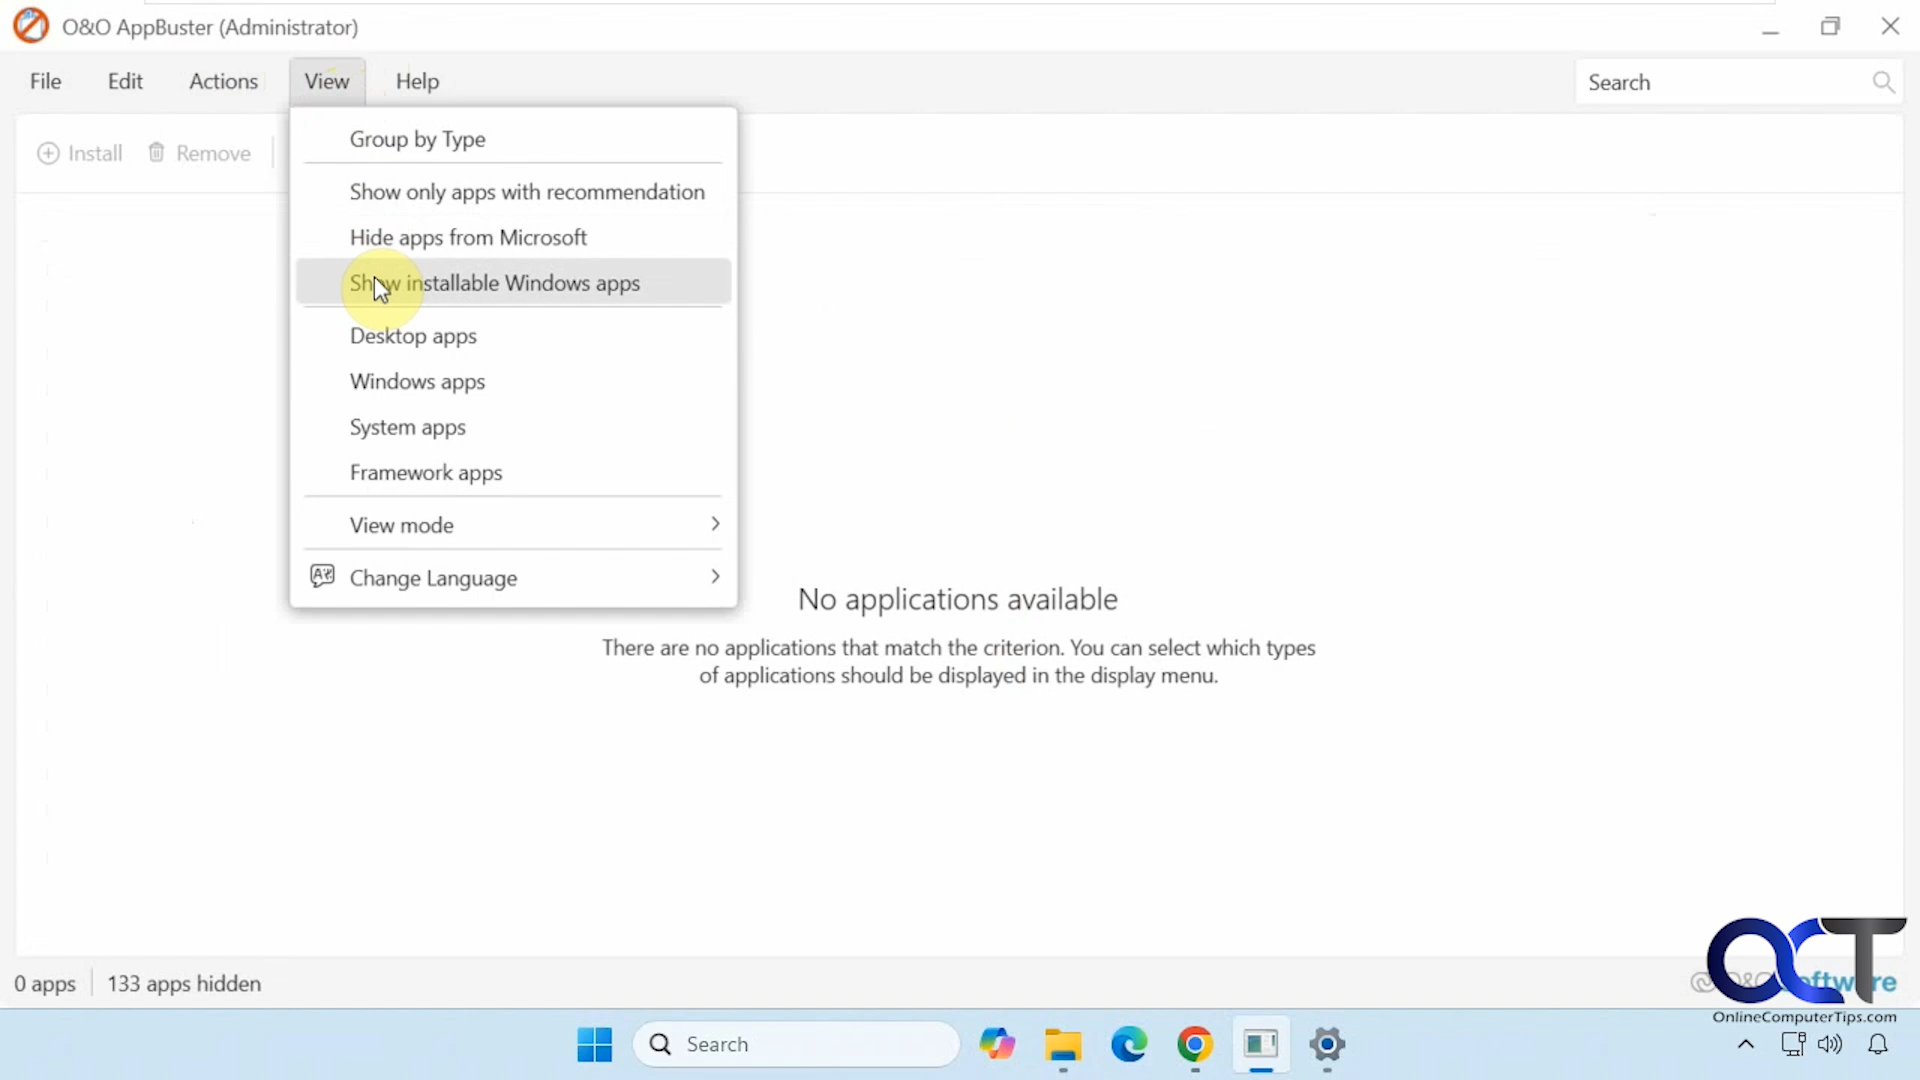 O&O AppBuster (Administrator)
File Edit Actions View Help
Search
Install Remove
Group by Type
Show only apps with recommendation
Hide apps from Microsoft
Show installable Windows apps
Desktop apps
Windows apps
System apps
Framework apps
View mode
Change Language
No applications available
There are no applications that match the criterion. You can select which types
of applications should be displayed in the display menu.
0 apps 133 apps hidden
OCT
OnlineComputerTips.com
Search